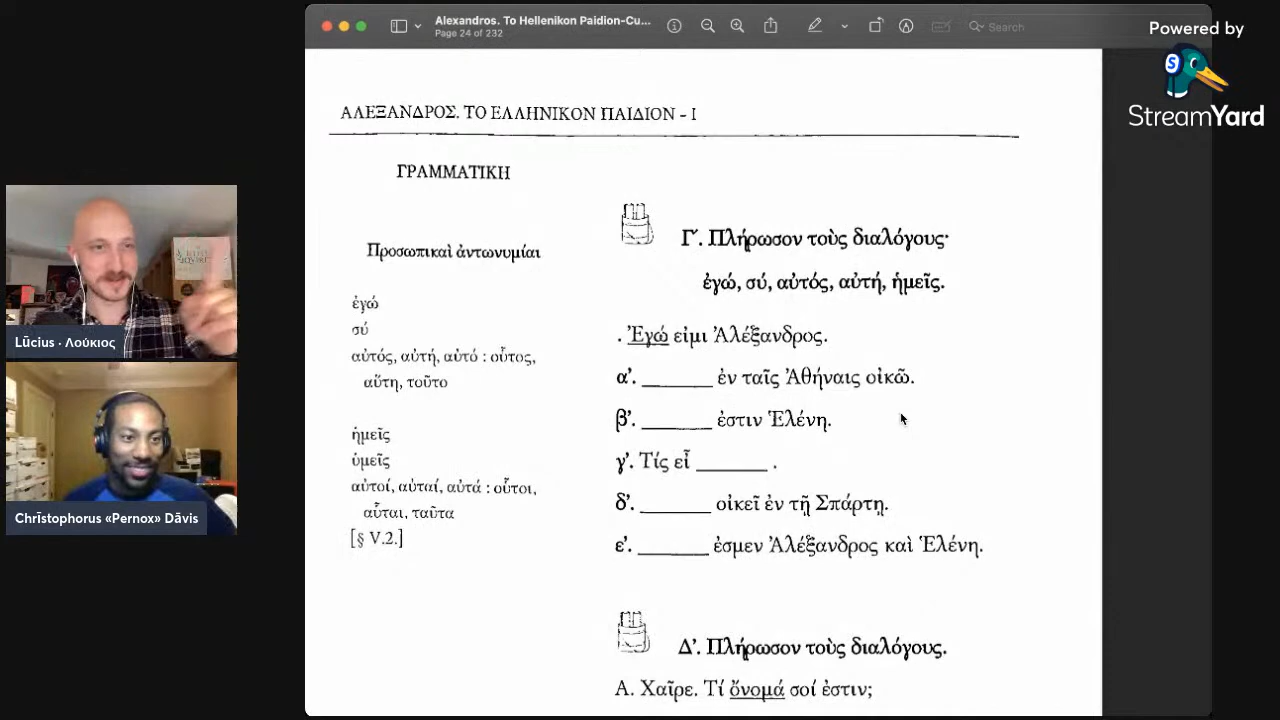 Alexandros. To Hellenikon Paidion-Cu...
Page 24 of 232
Search
Powered by
StreamYard
ΑΛΕΞΑΝΔΡΟΣ. ΤΟ ΕΛΛΗΝΙΚΟΝ ΠΑΙΔΙΟΝ – Ι
ΓΡΑΜΜΑΤΙΚΗ
Προσωπικαὶ ἀντωνυμίαι
ἐγώ
σύ
αὐτός, αὐτή, αὐτό : οὗτος,
αὕτη, τοῦτο
ἡμεῖς
ὑμεῖς
αὐτοί, αὐταί, αὐτά : οὗτοι,
αὗται, ταῦτα
[§ V.2.]
Γ'. Πλήρωσον τοὺς διαλόγους·
ἐγώ, σύ, αὐτός, αὐτή, ἡμεῖς.
. Ἐγώ εἰμι Ἀλέξανδρος.
α'. _______ ἐν ταῖς Ἀθήναις οἰκῶ.
β'. _______ ἐστιν Ἑλένη.
γ'. Τίς εἶ _______ .
δ'. _______ οἰκεῖ ἐν τῇ Σπάρτῃ.
ε'. _______ ἐσμεν Ἀλέξανδρος καὶ Ἑλένη.
Δ'. Πλήρωσον τοὺς διαλόγους.
Α. Χαῖρε. Τί ὄνομά σοί ἐστιν;
Lūcius · Λούκιος
Chrīstophorus «Pernox» Dāvis